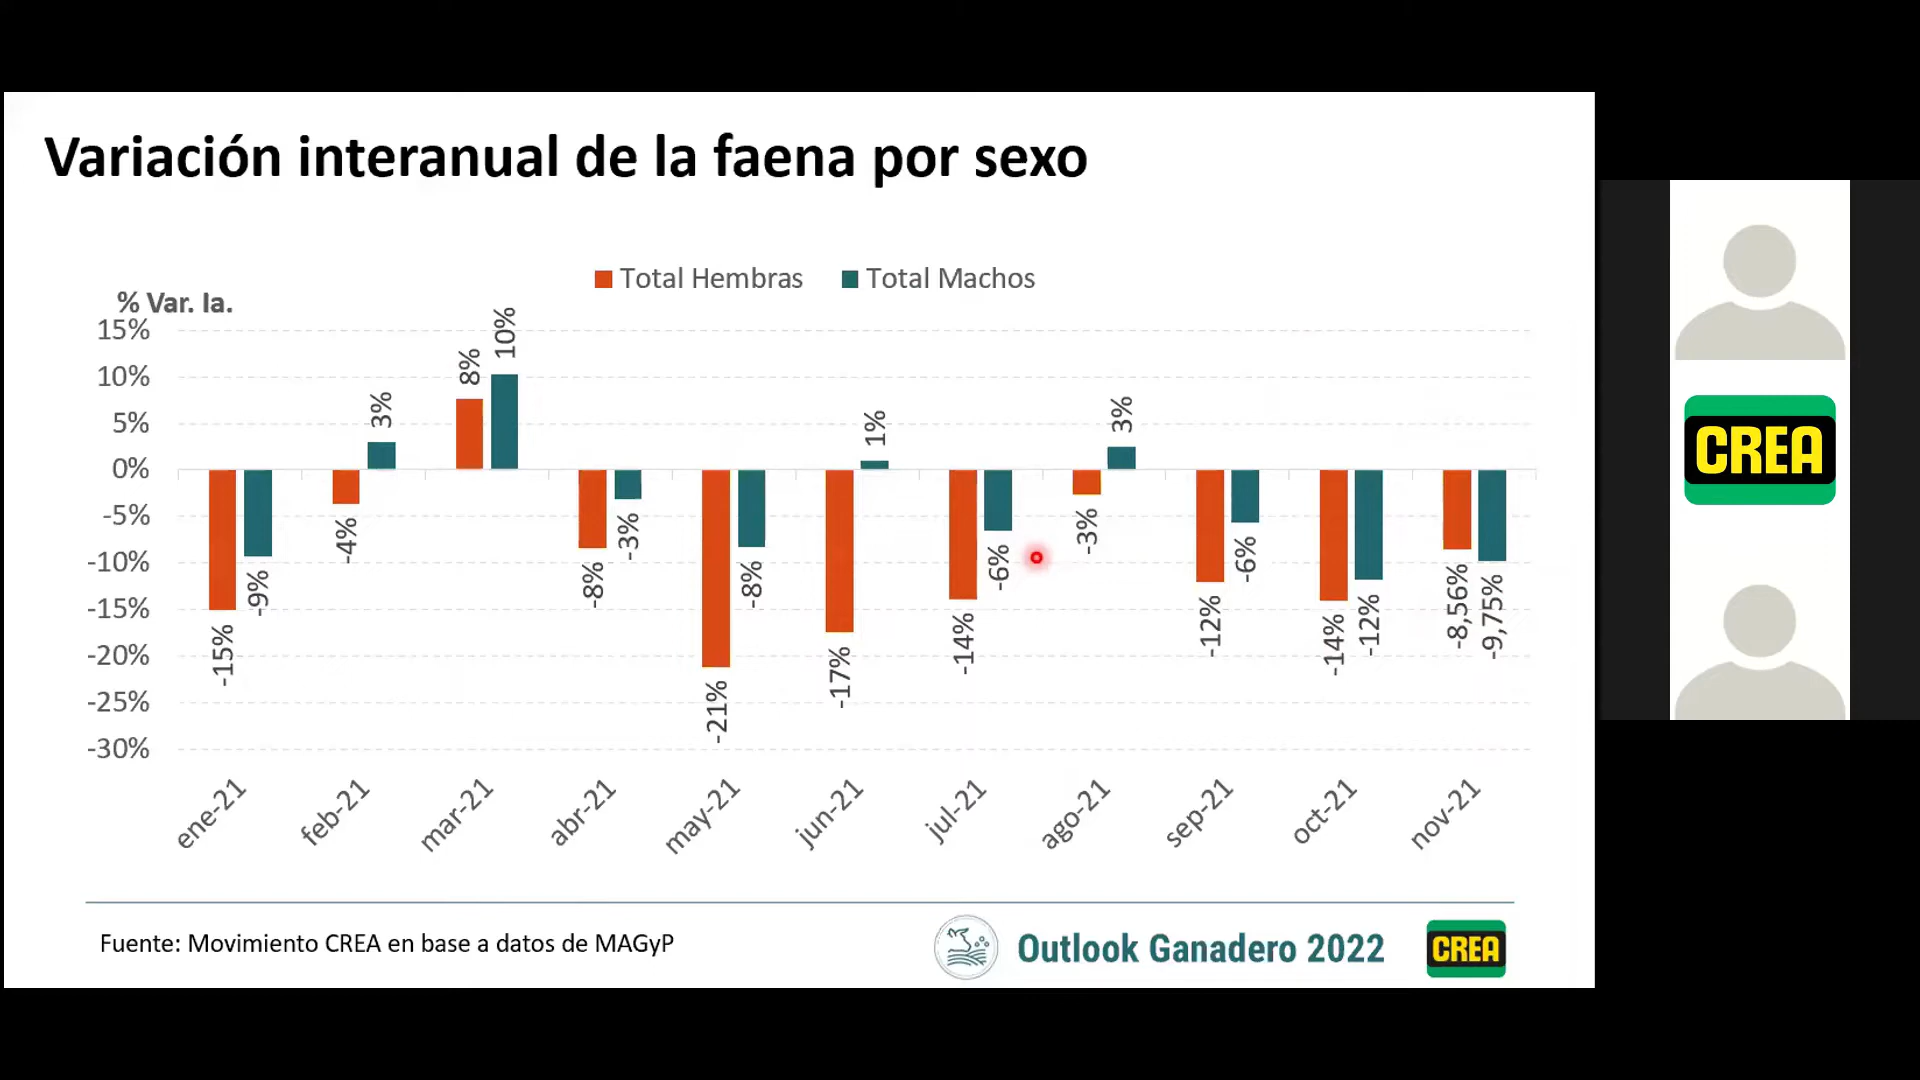 Variación interanual de la faena por sexo
Total Hembras Total Machos
% Var. Ia.
15%
10%
5%
0%
-5%
-10%
-15%
-20%
-25%
-30%
-15% -9% -4% 3% 8% 10% -8% -3% -21% -8% -17% 1% -14% -6% -3% 3% -12% -6% -14% -12% -8,56% -9,75%
ene-21 feb-21 mar-21 abr-21 may-21 jun-21 jul-21 ago-21 sep-21 oct-21 nov-21
Fuente: Movimiento CREA en base a datos de MAGyP
Outlook Ganadero 2022
CREA
CREA